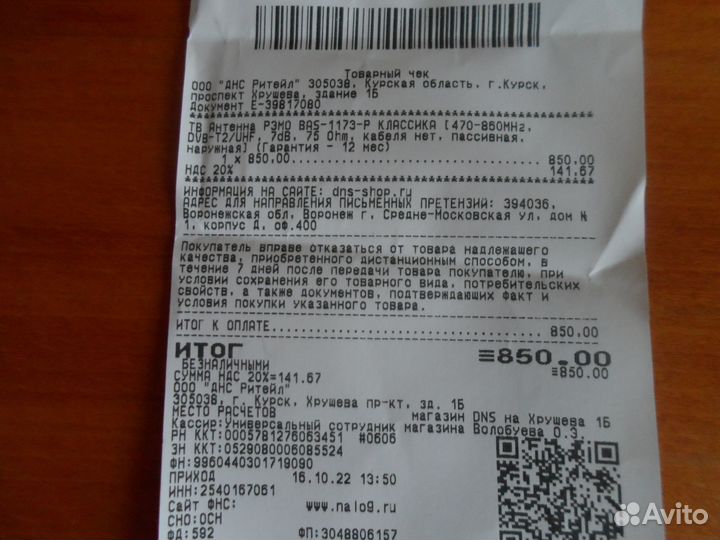 Товарный чек
ООО "ДНС Ритейл" 305038, Курская область, г.Курск,
проспект Хрущева, здание 1Б
Документ Е-39817080
ТВ Антенна РЭМО BAS-1173-P КЛАССИКА [470-860MHz,
DVB-T2/UHF, 7dB, 75 Ohm, кабеля нет, пассивная,
наружная] (Гарантия - 12 мес)
1 x 850.00 850.00
НДС 20% 141.67
ИНФОРМАЦИЯ НА САЙТЕ: dns-shop.ru
АДРЕС ДЛЯ НАПРАВЛЕНИЯ ПИСЬМЕННЫХ ПРЕТЕНЗИЙ: 394036,
Воронежская обл, Воронеж г, Средне-Московская ул, дом №
1, корпус Д, оф.400
Покупатель вправе отказаться от товара надлежащего
качества, приобретенного дистанционным способом, в
течение 7 дней после передачи товара покупателю, при
условии сохранения его товарного вида, потребительских
свойств, а также документов, подтверждающих факт и
условия покупки указанного товара.
ИТОГ К ОПЛАТЕ 850.00
ИТОГ ≡850.00
БЕЗНАЛИЧНЫМИ ≡850.00
СУММА НДС 20%=141.67
ООО "ДНС Ритейл"
305038, г. Курск, Хрущева пр-кт, зд. 1Б
МЕСТО РАСЧЕТОВ магазин DNS на Хрущева 1Б
Кассир:Универсальный сотрудник магазина Волобуева О.Э.
РН ККТ:0005781276063451 #0606
ЗН ККТ:0529080006085524
ФН:9960440301719090
ПРИХОД 16.10.22 13:50
ИНН:2540167061
Сайт ФНС: www.nalog.ru
СНО:ОСН
ФД:592 ФП:3048806157
Avito